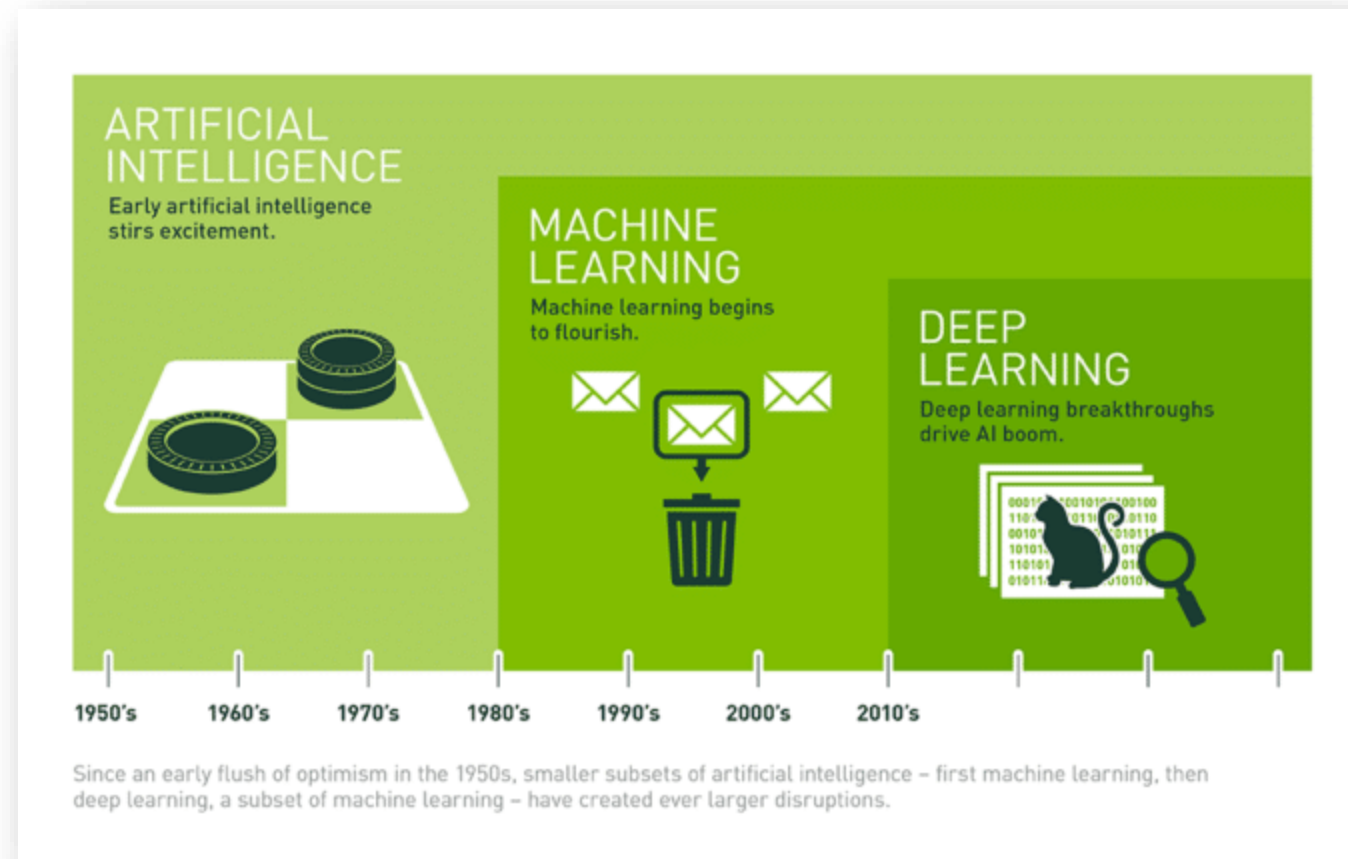 ARTIFICIAL
INTELLIGENCE
Early artificial intelligence
stirs excitement.
MACHINE
LEARNING
Machine learning begins
to flourish.
DEEP
LEARNING
Deep learning breakthroughs
drive AI boom.
1950's
1960's
1970's
1980's
1990's
2000's
2010's
Since an early flush of optimism in the 1950s, smaller subsets of artificial intelligence – first machine learning, then
deep learning, a subset of machine learning – have created ever larger disruptions.